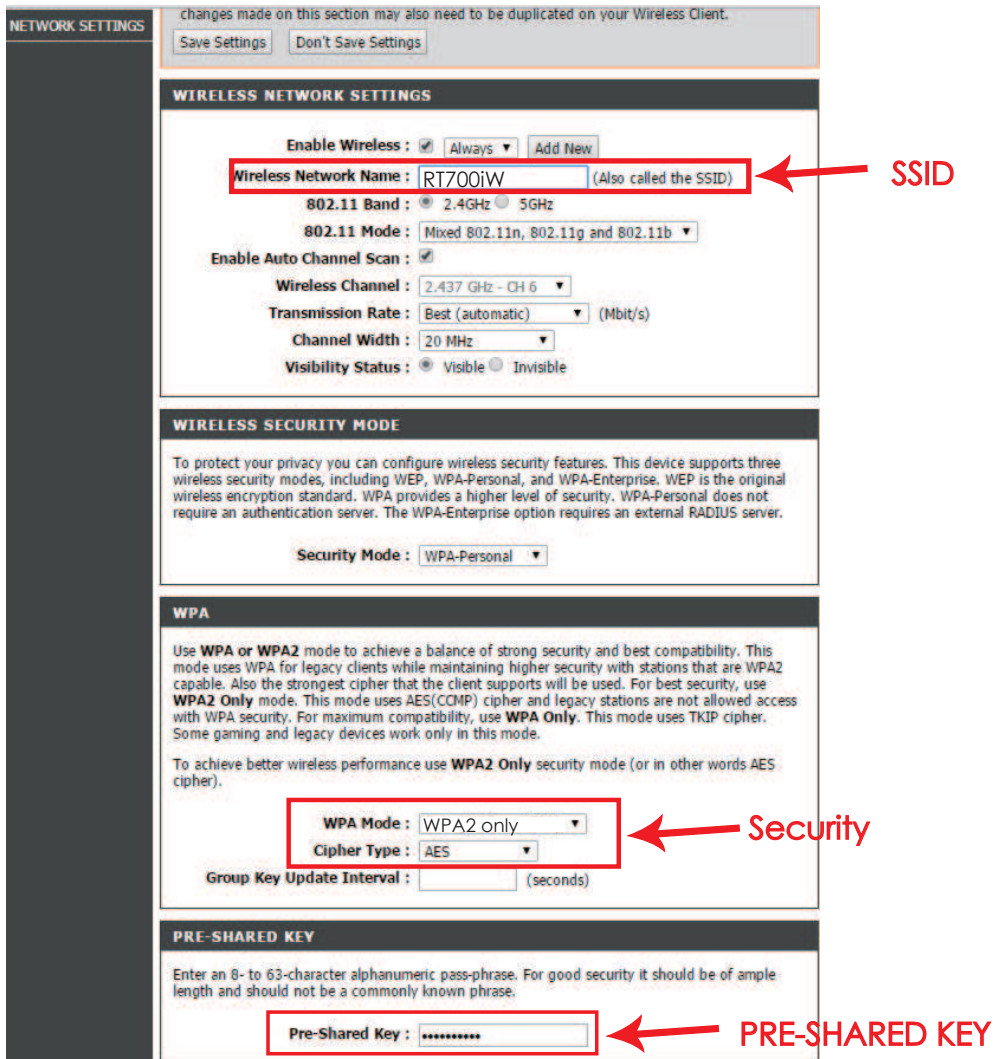 changes made on this section may also need to be duplicated on your Wireless Client.
NETWORK SETTINGS
Save Settings Don't Save Settings
WIRELESS NETWORK SETTINGS
Enable Wireless : Always Add New
Wireless Network Name : RT700iW (Also called the SSID) SSID
802.11 Band : 2.4GHz 5GHz
802.11 Mode : Mixed 802.11n, 802.11g and 802.11b
Enable Auto Channel Scan :
Wireless Channel : 2.437 GHz - CH 6
Transmission Rate : Best (automatic) (Mbit/s)
Channel Width : 20 MHz
Visibility Status : Visible Invisible
WIRELESS SECURITY MODE
To protect your privacy you can configure wireless security features. This device supports three
wireless security modes, including WEP, WPA-Personal, and WPA-Enterprise. WEP is the original
wireless encryption standard. WPA provides a higher level of security. WPA-Personal does not
require an authentication server. The WPA-Enterprise option requires an external RADIUS server.
Security Mode : WPA-Personal
WPA
Use WPA or WPA2 mode to achieve a balance of strong security and best compatibility. This
mode uses WPA for legacy clients while maintaining higher security with stations that are WPA2
capable. Also the strongest cipher that the client supports will be used. For best security, use
WPA2 Only mode. This mode uses AES(CCMP) cipher and legacy stations are not allowed access
with WPA security. For maximum compatibility, use WPA Only. This mode uses TKIP cipher.
Some gaming and legacy devices work only in this mode.
To achieve better wireless performance use WPA2 Only security mode (or in other words AES
cipher).
WPA Mode : WPA2 only Security
Cipher Type : AES
Group Key Update Interval : (seconds)
PRE-SHARED KEY
Enter an 8- to 63-character alphanumeric pass-phrase. For good security it should be of ample
length and should not be a commonly known phrase.
Pre-Shared Key : •••••••••• PRE-SHARED KEY